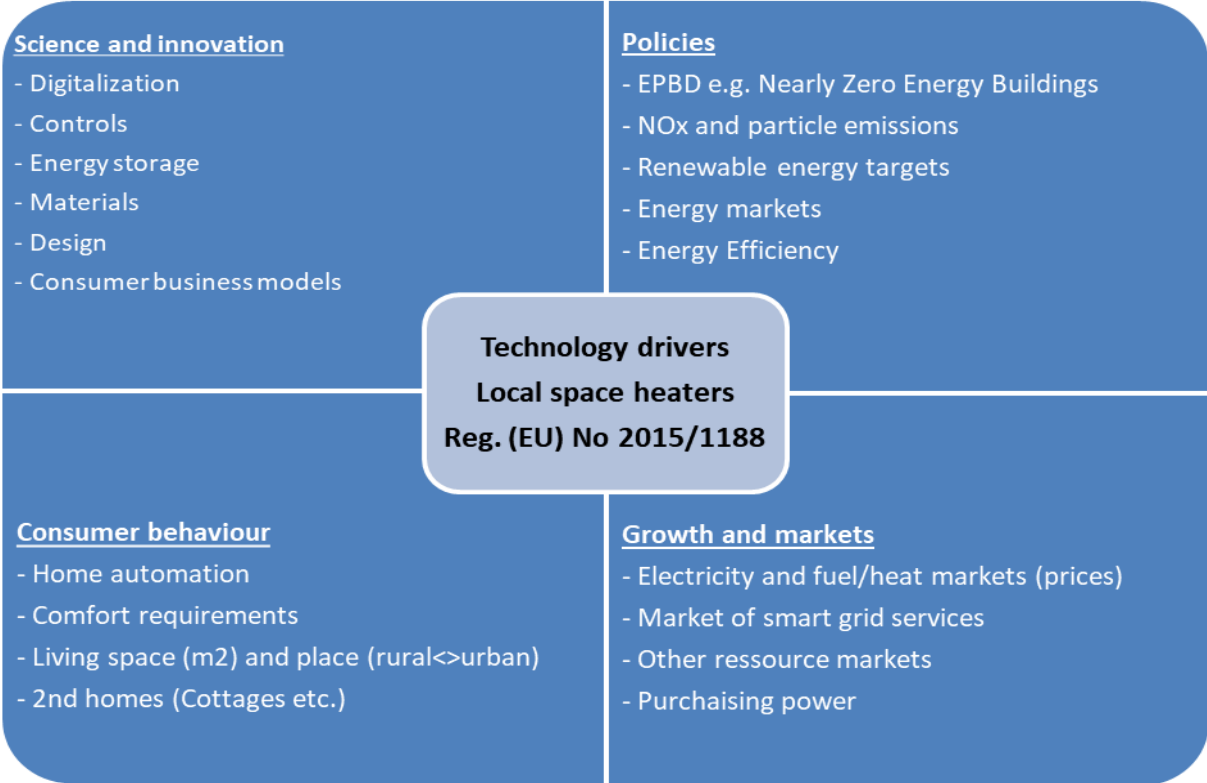 Science and innovation
- Digitalization
- Controls
- Energy storage
- Materials
- Design
- Consumer business models
Policies
- EPBD e.g. Nearly Zero Energy Buildings
- NOx and particle emissions
- Renewable energy targets
- Energy markets
- Energy Efficiency
Technology drivers
Local space heaters
Reg. (EU) No 2015/1188
Consumer behaviour
- Home automation
- Comfort requirements
- Living space (m2) and place (rural<>urban)
- 2nd homes (Cottages etc.)
Growth and markets
- Electricity and fuel/heat markets (prices)
- Market of smart grid services
- Other ressource markets
- Purchaising power